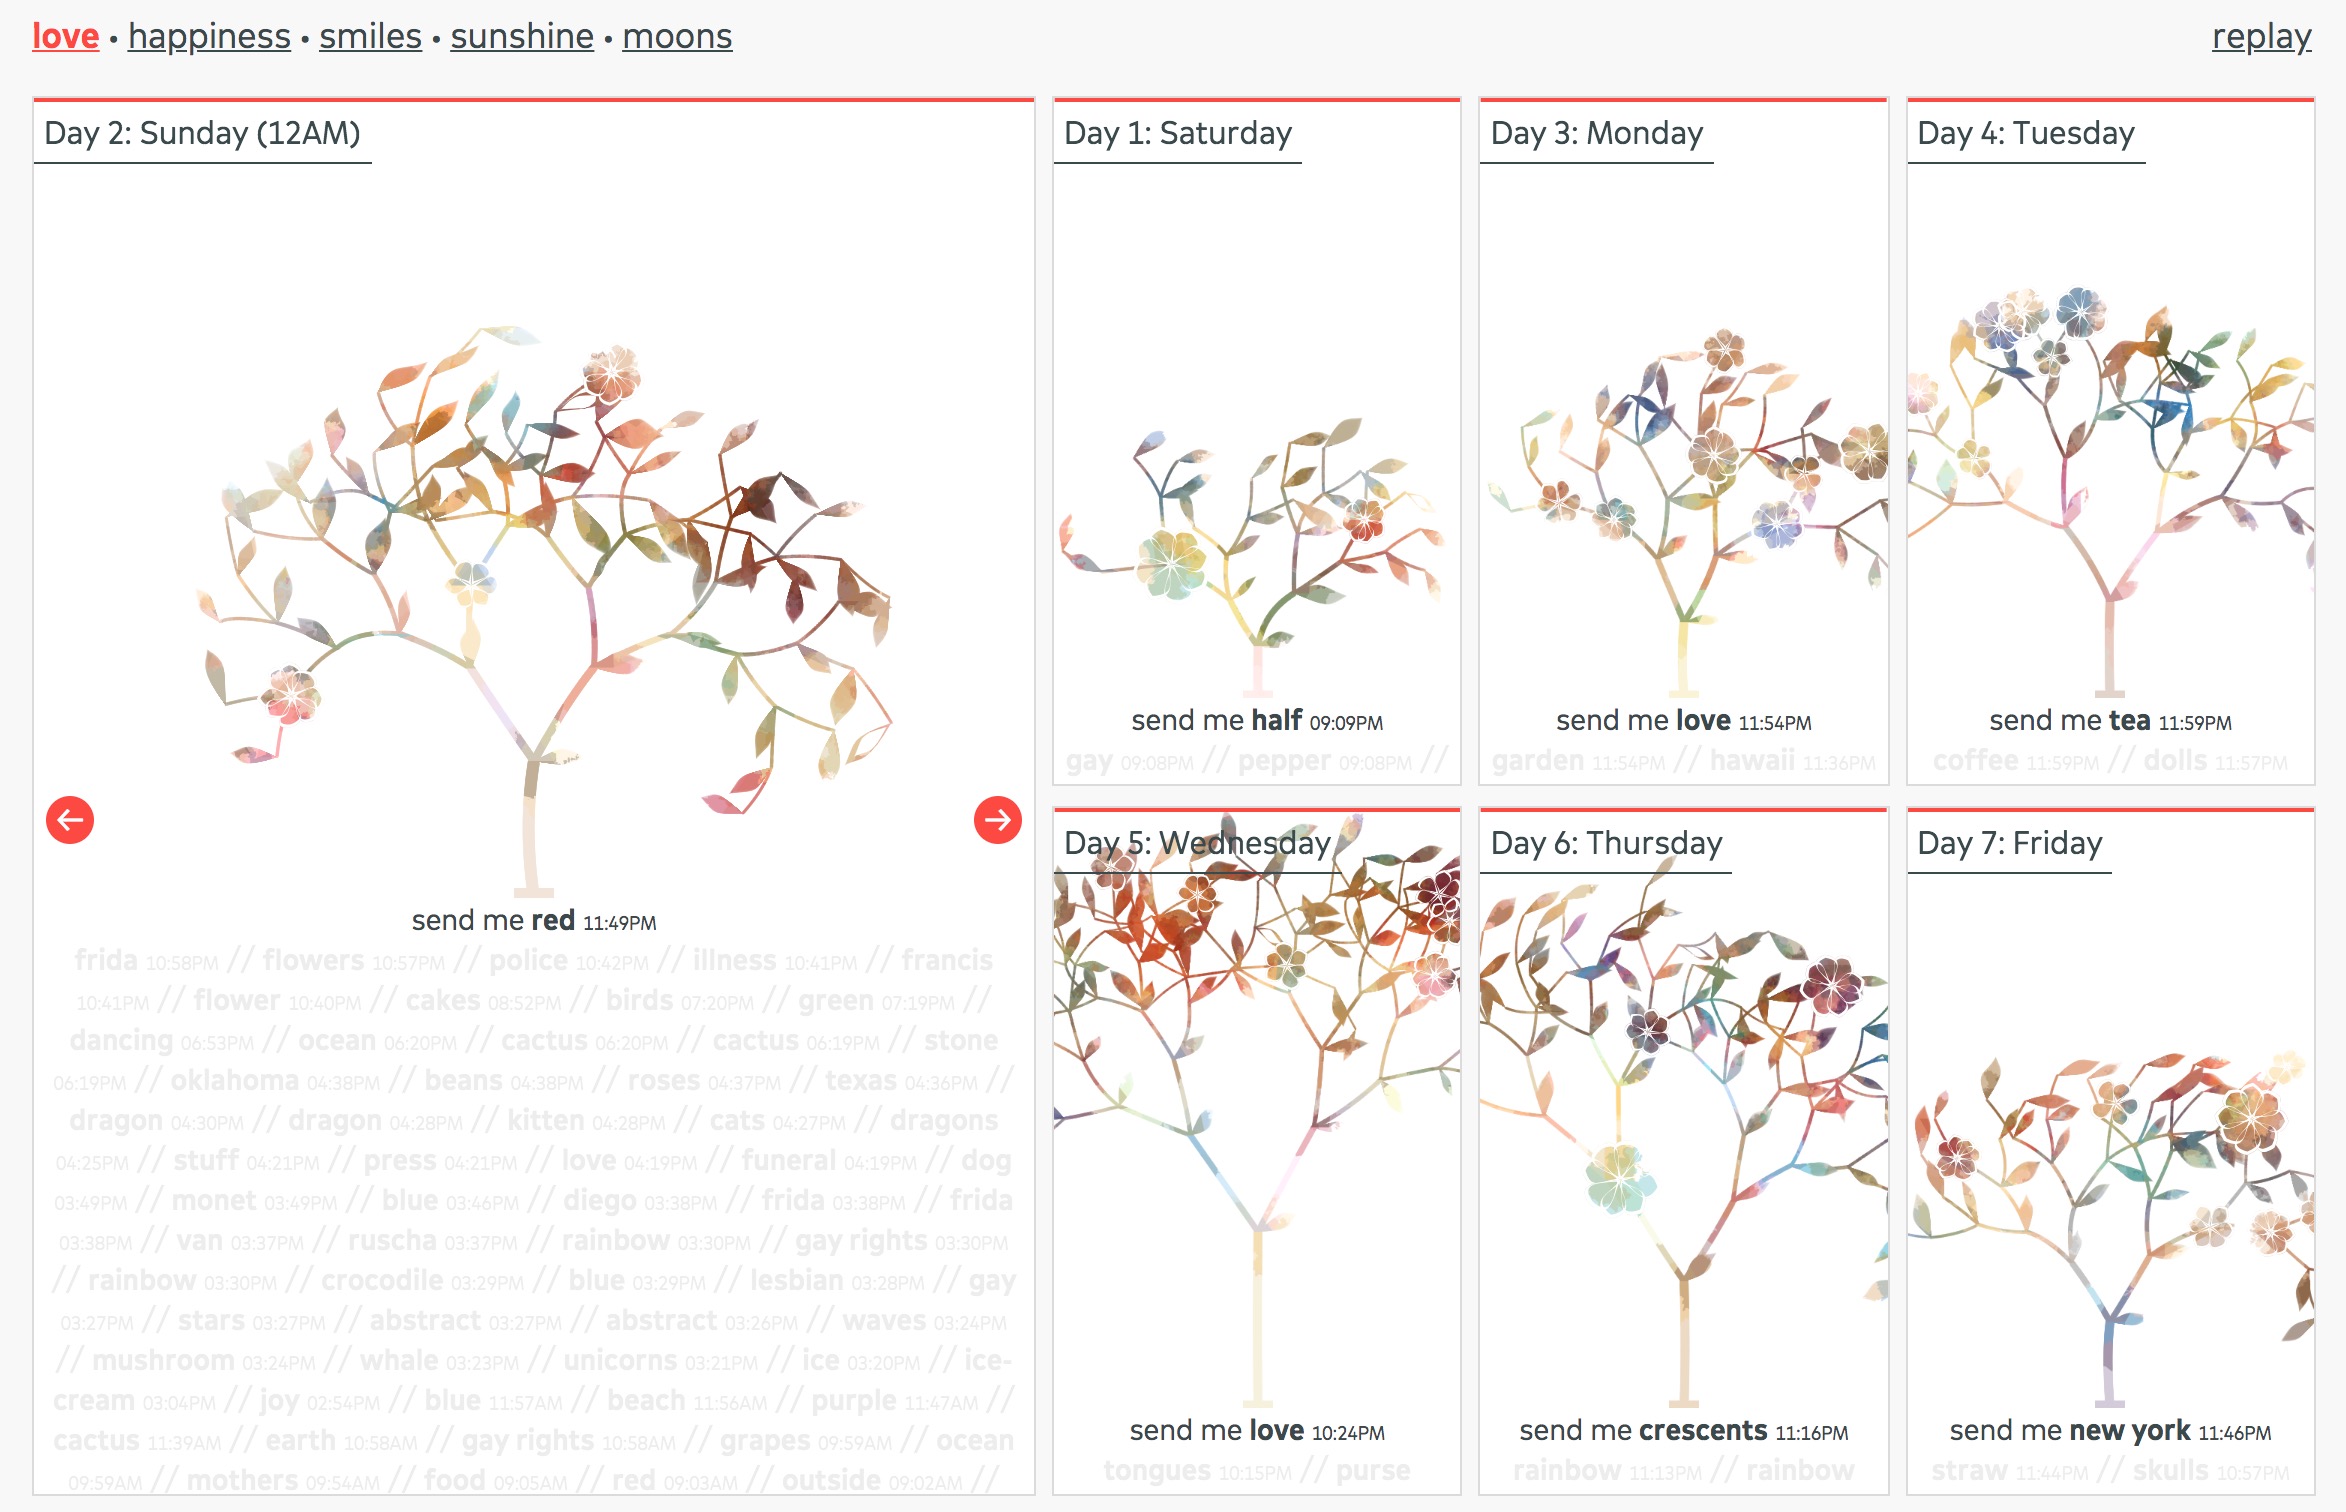 love • happiness • smiles • sunshine • moons
replay
Day 2: Sunday (12AM)
send me red 11:49PM
frida 10:58PM // flowers 10:57PM // police 10:42PM // illness 10:41PM // francis
10:41PM // flower 10:40PM // cakes 08:52PM // birds 07:20PM // green 07:19PM //
dancing 06:53PM // ocean 06:20PM // cactus 06:20PM // cactus 06:19PM // stone
06:19PM // oklahoma 04:38PM // beans 04:38PM // roses 04:37PM // texas 04:36PM //
dragon 04:30PM // dragon 04:28PM // kitten 04:28PM // cats 04:27PM // dragons
04:25PM // stuff 04:21PM // press 04:21PM // love 04:19PM // funeral 04:19PM // dog
03:49PM // monet 03:49PM // blue 03:46PM // diego 03:38PM // frida 03:38PM // frida
03:38PM // van 03:37PM // ruscha 03:37PM // rainbow 03:30PM // gay rights 03:30PM
// rainbow 03:30PM // crocodile 03:29PM // blue 03:29PM // lesbian 03:28PM // gay
03:27PM // stars 03:27PM // abstract 03:27PM // abstract 03:26PM // waves 03:24PM
// mushroom 03:24PM // whale 03:23PM // unicorns 03:21PM // ice 03:20PM // ice-
cream 03:04PM // joy 02:54PM // blue 11:57AM // beach 11:56AM // purple 11:47AM //
cactus 11:39AM // earth 10:58AM // gay rights 10:58AM // grapes 09:59AM // ocean
09:59AM // mothers 09:54AM // food 09:05AM // red 09:03AM // outside 09:02AM //
Day 1: Saturday
send me half 09:09PM
gay 09:08PM // pepper 09:08PM //
Day 3: Monday
send me love 11:54PM
garden 11:54PM // hawaii 11:36PM
Day 4: Tuesday
send me tea 11:59PM
coffee 11:59PM // dolls 11:57PM
Day 5: Wednesday
send me love 10:24PM
tongues 10:15PM // purse
Day 6: Thursday
send me crescents 11:16PM
rainbow 11:13PM // rainbow
Day 7: Friday
send me new york 11:46PM
straw 11:44PM // skulls 10:57PM